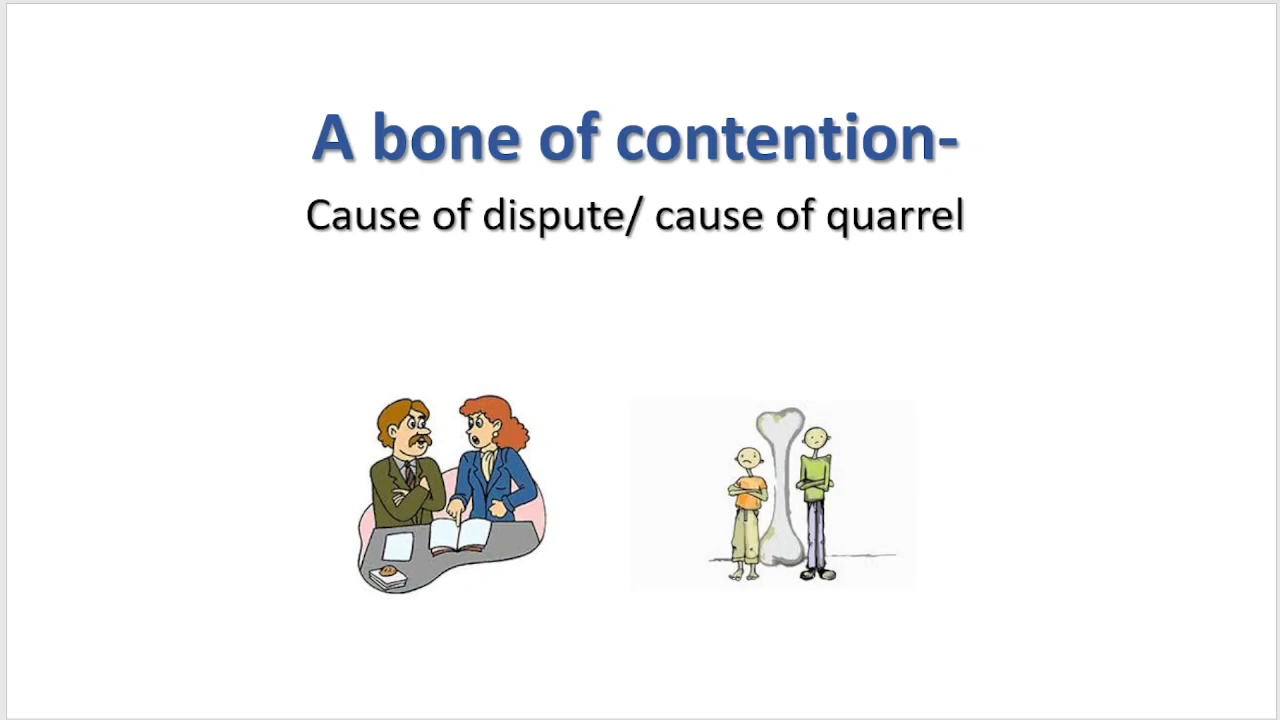 A bone of contention-
Cause of dispute/ cause of quarrel